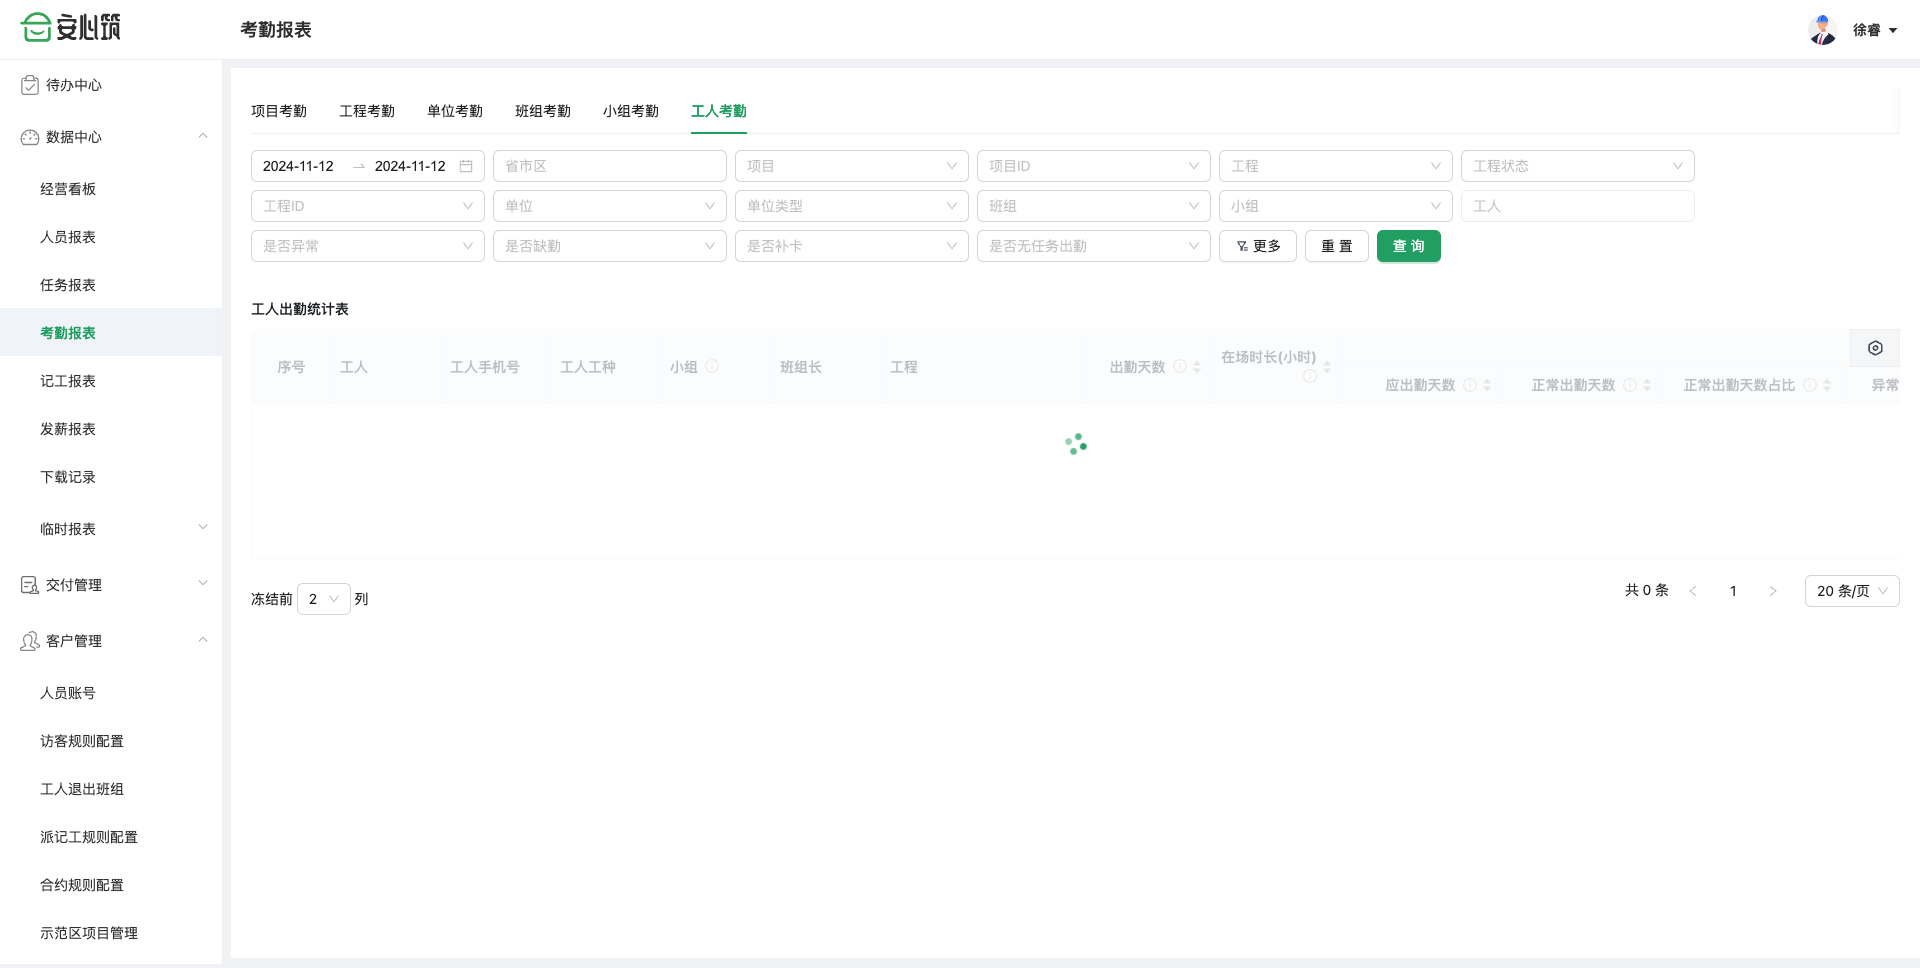 安心筑
考勤报表
徐睿
待办中心
数据中心
经营看板
人员报表
任务报表
考勤报表
记工报表
发薪报表
下载记录
临时报表
交付管理
客户管理
人员账号
访客规则配置
工人退出班组
派记工规则配置
合约规则配置
示范区项目管理
项目考勤 工程考勤 单位考勤 班组考勤 小组考勤 工人考勤
2024-11-12 → 2024-11-12 省市区 项目 项目ID 工程 工程状态
工程ID 单位 单位类型 班组 小组 工人
是否异常 是否缺勤 是否补卡 是否无任务出勤 更多 重 置 查 询
工人出勤统计表
序号 工人 工人手机号 工人工种 小组 班组长 工程 出勤天数 在场时长(小时) 应出勤天数 正常出勤天数 正常出勤天数占比 异常
冻结前 2 列
共 0 条 < 1 > 20 条/页